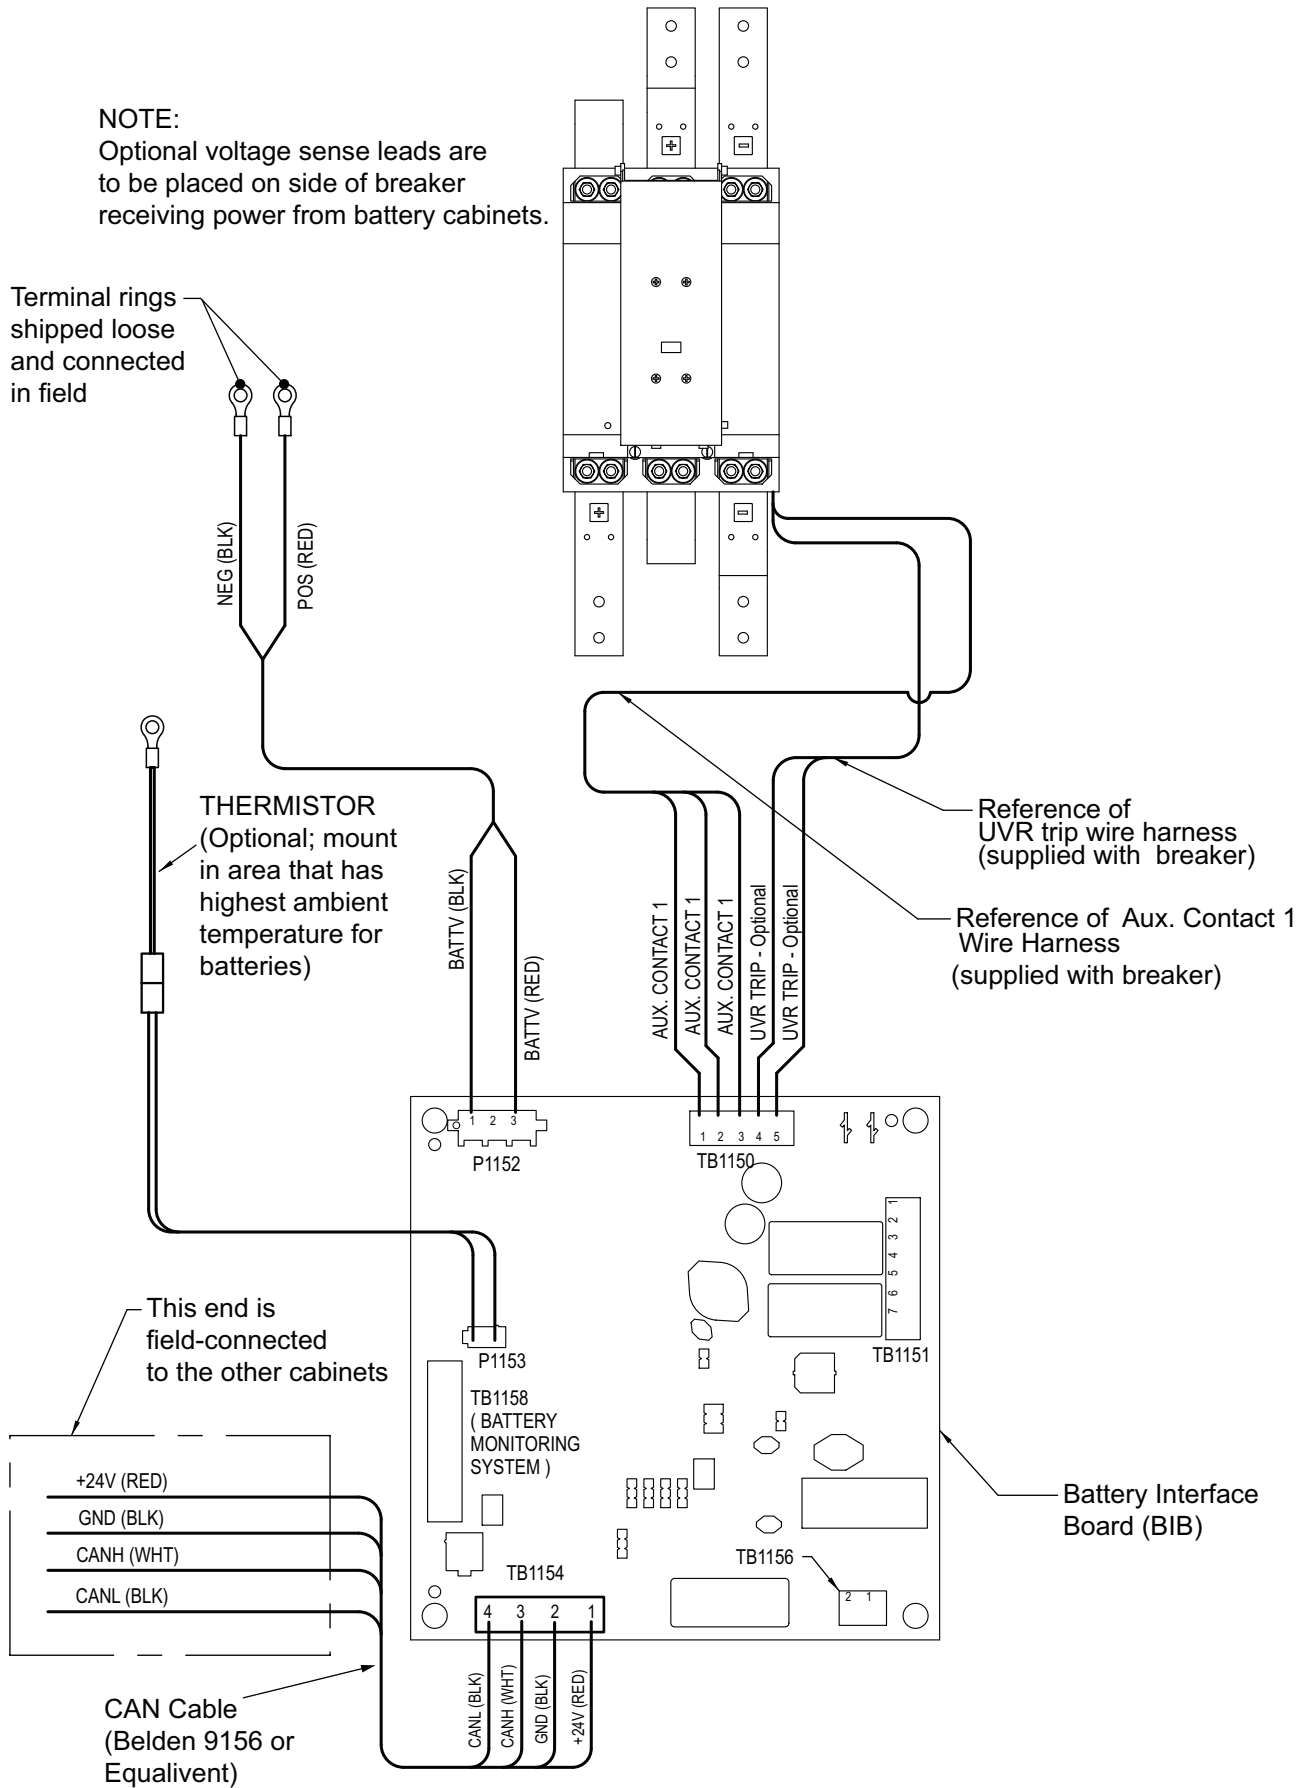 NOTE:
Optional voltage sense leads are
to be placed on side of breaker
receiving power from battery cabinets.
+
-
Terminal rings
shipped loose
and connected
in field
+
-
NEG (BLK)
POS (RED)
THERMISTOR
(Optional; mount
in area that has
highest ambient
temperature for
batteries)
Reference of
UVR trip wire harness
(supplied with breaker)
Reference of Aux. Contact 1
Wire Harness
(supplied with breaker)
BATTV (BLK)
BATTV (RED)
AUX. CONTACT 1
AUX. CONTACT 1
AUX. CONTACT 1
UVR TRIP - Optional
UVR TRIP - Optional
1 2 3
P1152
1 2 3 4 5
TB1150
1 2 3 4 5 6 7
TB1151
This end is
field-connected
to the other cabinets
P1153
TB1158
( BATTERY
MONITORING
SYSTEM )
+24V (RED)
GND (BLK)
CANH (WHT)
CANL (BLK)
Battery Interface
Board (BIB)
TB1156
2 1
TB1154
4 3 2 1
CANL (BLK)
CANH (WHT)
GND (BLK)
+24V (RED)
CAN Cable
(Belden 9156 or
Equalivent)